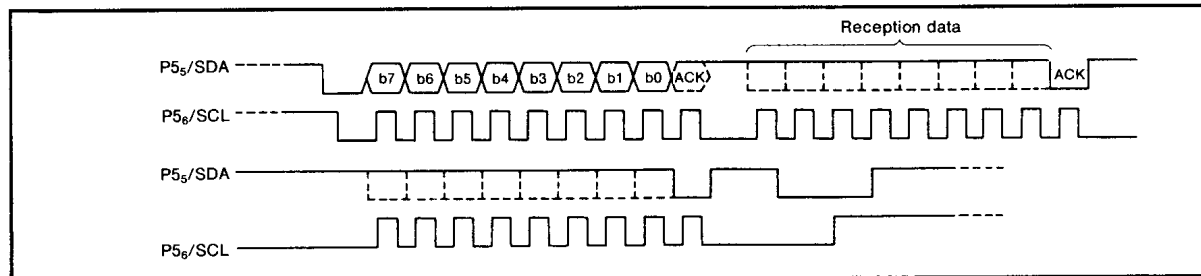 Reception data
P5₅/SDA b7 b6 b5 b4 b3 b2 b1 b0 ACK ACK
P5₆/SCL
P5₅/SDA
P5₆/SCL